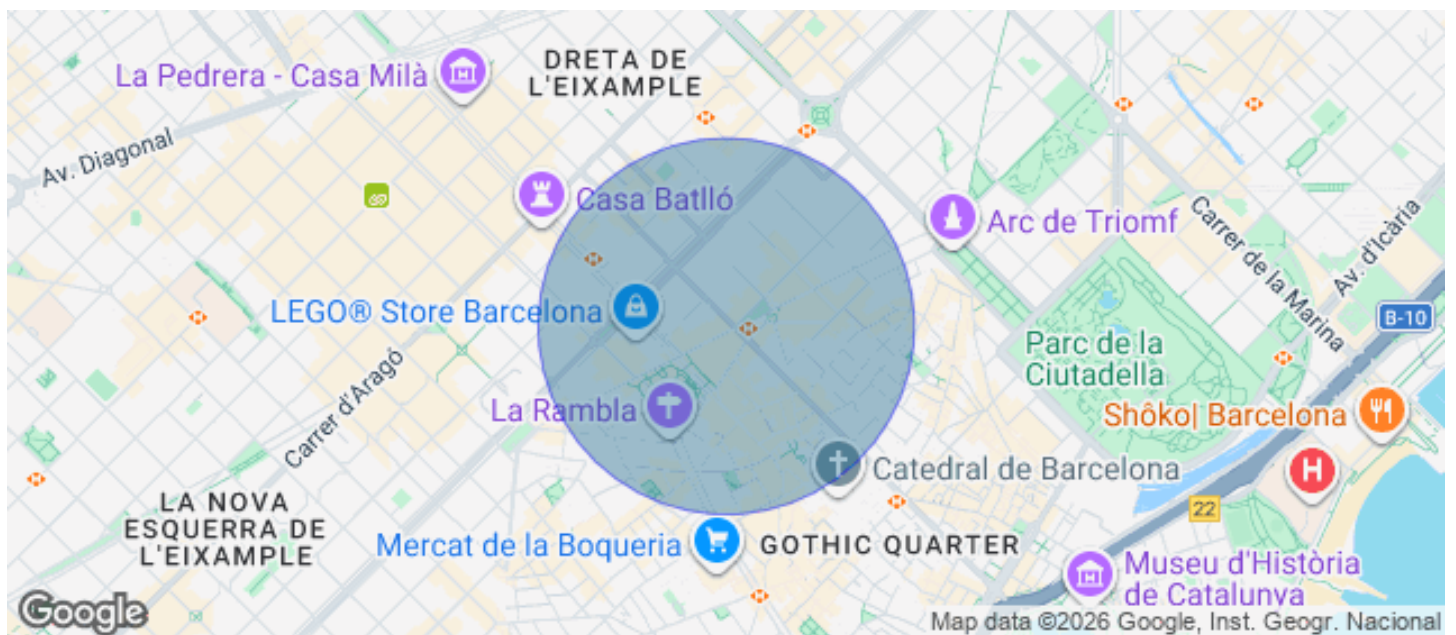 DRETA DE
L'EIXAMPLE
La Pedrera - Casa Milà
Av. Diagonal
Casa Batlló
Arc de Triomf
Carrer de la Marina
Av. d'Icària
LEGO® Store Barcelona
B-10
Parc de la
Ciutadella
Carrer d'Aragó
La Rambla
Shôko| Barcelona
Catedral de Barcelona
H
LA NOVA
ESQUERRA DE
L'EIXAMPLE
22
Mercat de la Boqueria
GOTHIC QUARTER
Museu d'Història
de Catalunya
Google
Map data ©2026 Google, Inst. Geogr. Nacional